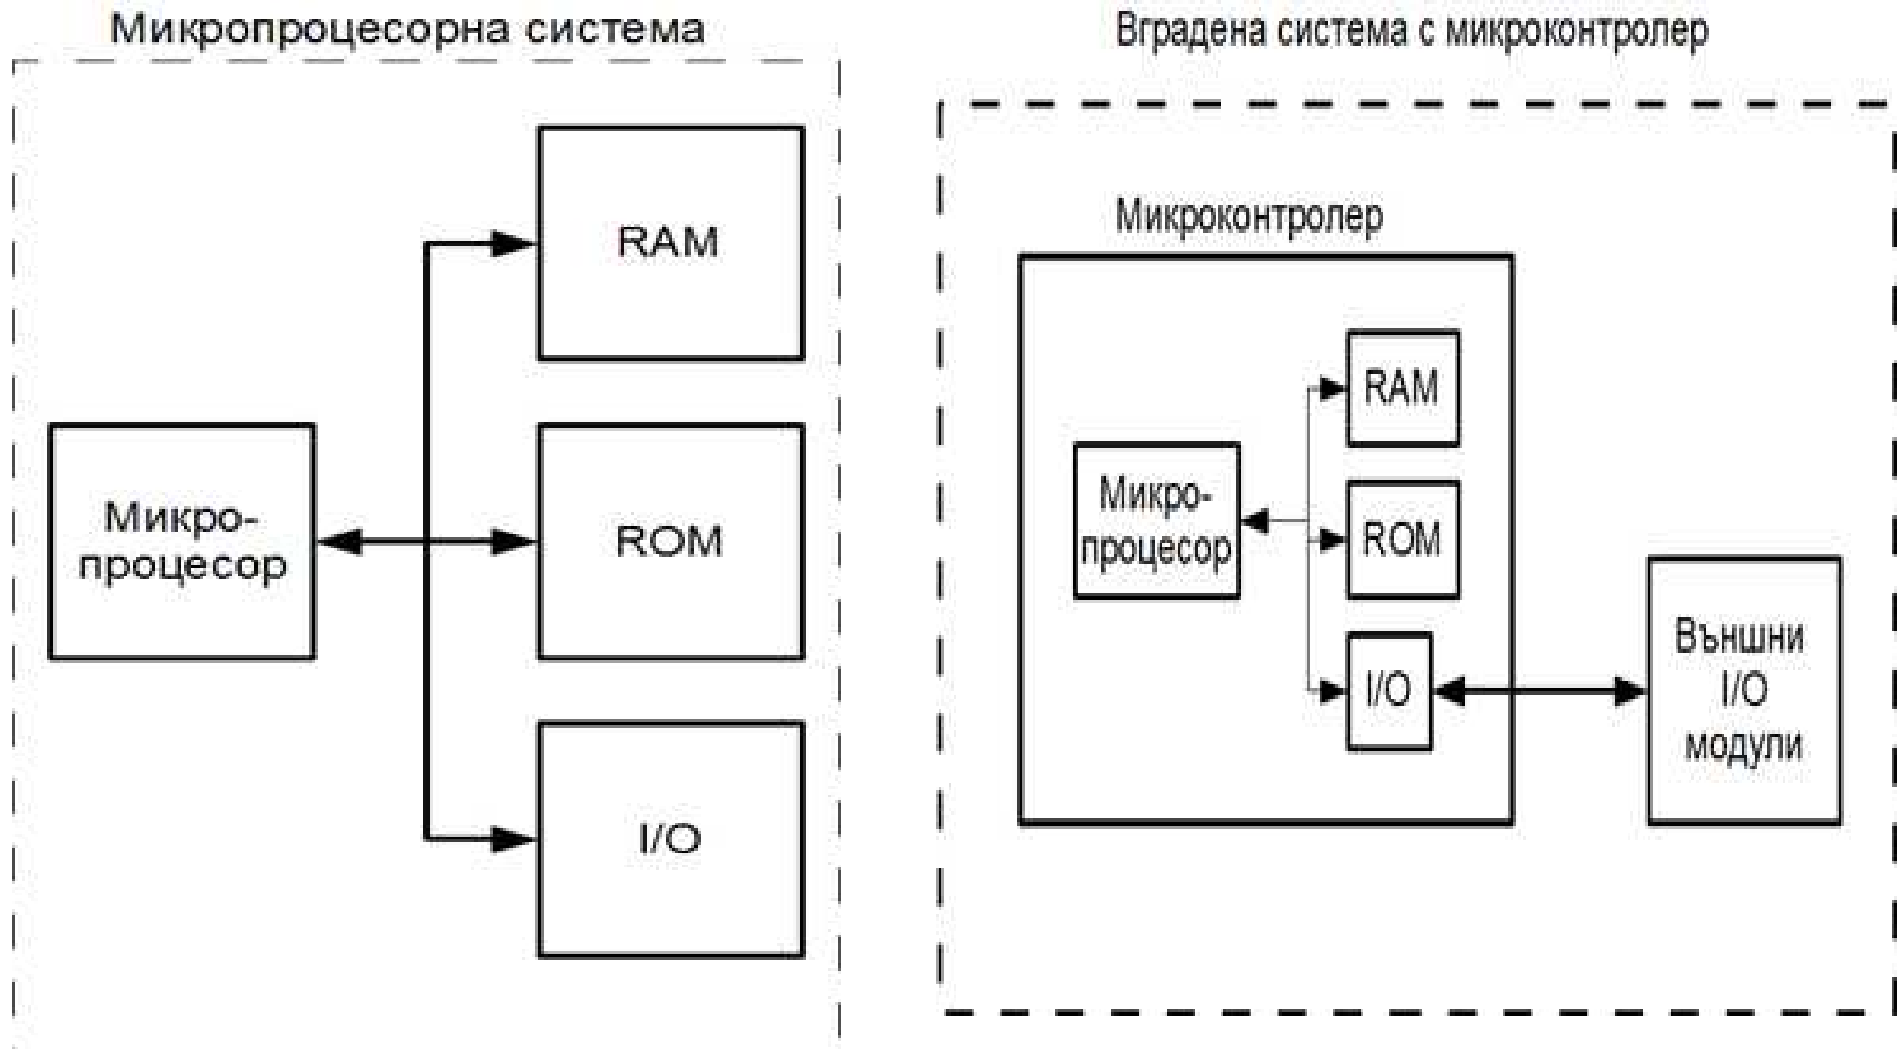 Микропроцесорна система
RAM
Микро-
процесор
ROM
I/O
Вградена система с микроконтролер
Микроконтролер
RAM
Микро-
процесор
ROM
I/O
Външни
I/O
модули